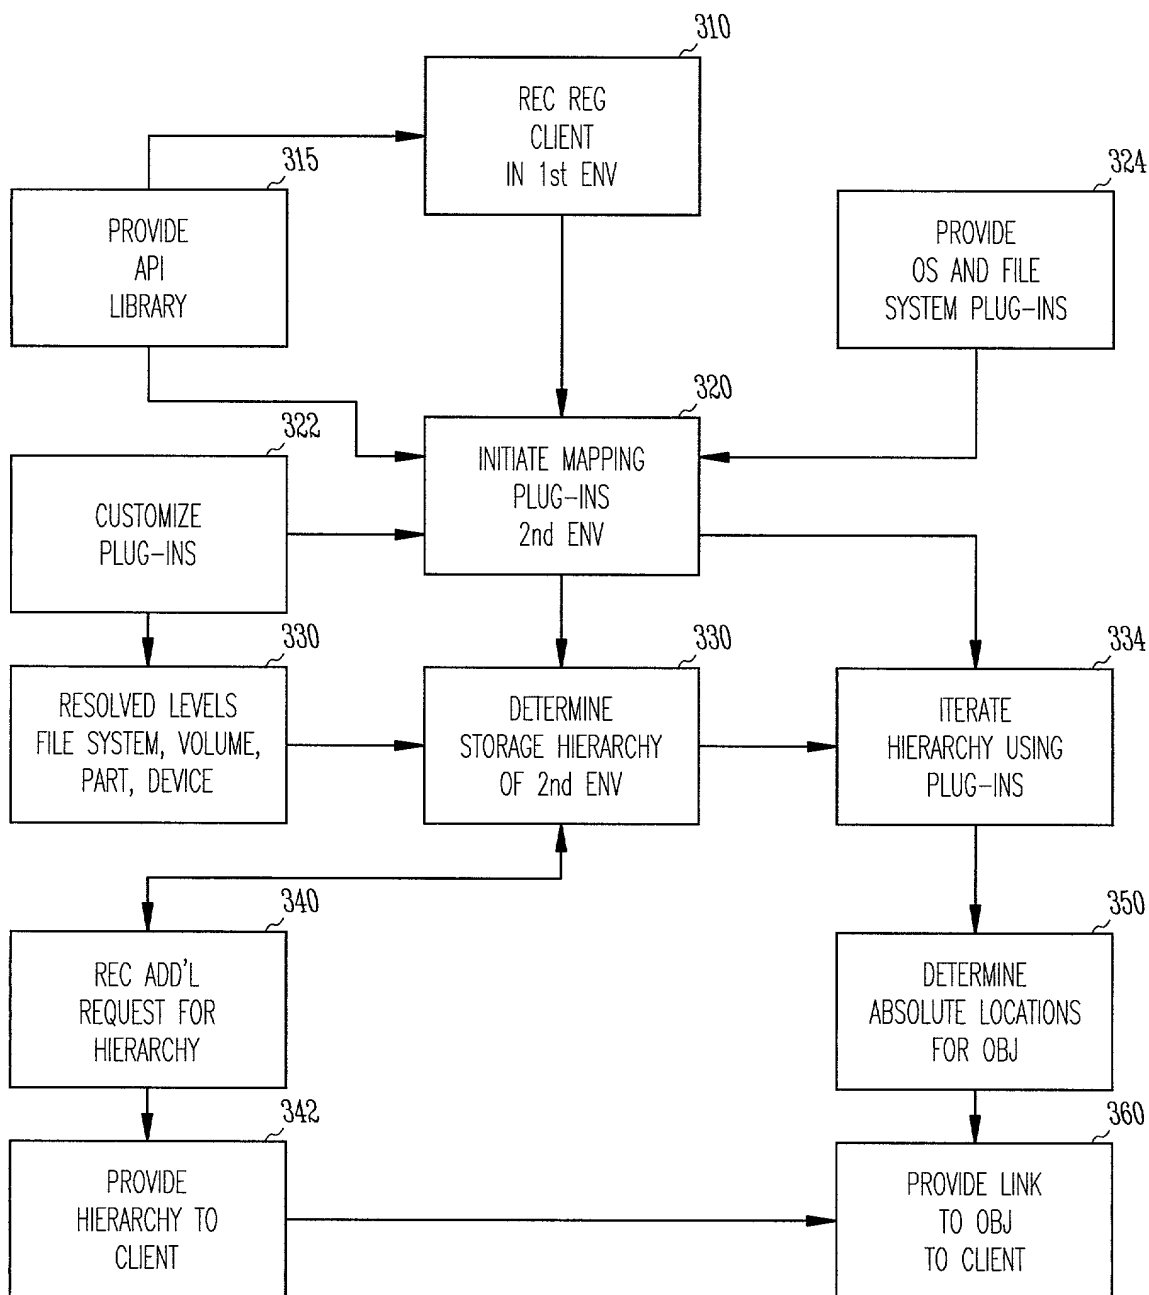 310
REC REG
CLIENT
IN 1st ENV
315
PROVIDE
API
LIBRARY
324
PROVIDE
OS AND FILE
SYSTEM PLUG-INS
320
INITIATE MAPPING
PLUG-INS
2nd ENV
322
CUSTOMIZE
PLUG-INS
330
RESOLVED LEVELS
FILE SYSTEM, VOLUME,
PART, DEVICE
330
DETERMINE
STORAGE HIERARCHY
OF 2nd ENV
334
ITERATE
HIERARCHY USING
PLUG-INS
340
REC ADD'L
REQUEST FOR
HIERARCHY
350
DETERMINE
ABSOLUTE LOCATIONS
FOR OBJ
342
PROVIDE
HIERARCHY TO
CLIENT
360
PROVIDE LINK
TO OBJ
TO CLIENT